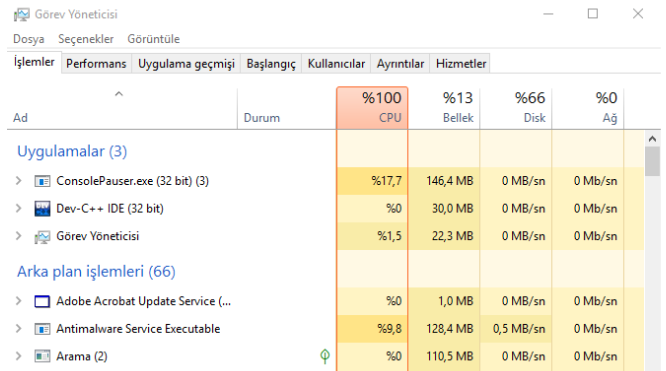 Görev Yöneticisi
Dosya Seçenekler Görüntüle
İşlemler Performans Uygulama geçmişi Başlangıç Kullanıcılar Ayrıntılar Hizmetler
%100 %13 %66 %0
Ad Durum CPU Bellek Disk Ağ
Uygulamalar (3)
ConsolePauser.exe (32 bit) (3) %17,7 146,4 MB 0 MB/sn 0 Mb/sn
Dev-C++ IDE (32 bit) %0 30,0 MB 0 MB/sn 0 Mb/sn
Görev Yöneticisi %1,5 22,3 MB 0 MB/sn 0 Mb/sn
Arka plan işlemleri (66)
Adobe Acrobat Update Service (... %0 1,0 MB 0 MB/sn 0 Mb/sn
Antimalware Service Executable %9,8 128,4 MB 0,5 MB/sn 0 Mb/sn
Arama (2) %0 110,5 MB 0 MB/sn 0 Mb/sn